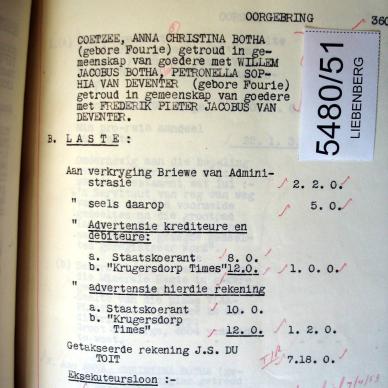 OORGEBRING 360
COETZEE, ANNA CHRISTINA BOTHA
(gebore Fourie) getroud in ge-
meenskap van goedere met WILLEM
JACOBUS BOTHA, PETRONELLA SOP-
HIA VAN DEVENTER (gebore Fourie)
getroud in gemeenskap van goedere
met FREDERIK PIETER JACOBUS VAN
DEVENTER.
5480/51
LIEBENBERG
B. LASTE:
Aan verkryging Briewe van Admini-
strasie 2. 2. 0.
" seels daarop 5. 0.
" Advertensie krediteure en
debiteure:
a. Staatskoerant 8. 0.
b. "Krugersdorp Times" 12.0. 1. 0. 0.
" advertensie hierdie rekening
a. Staatskoerant 10. 0.
b. "Krugersdorp
Times" 12. 0. 1. 2. 0.
Getakseerde rekening J.S. DU
TOIT 7.18. 0.
Eksekuteursloon :-